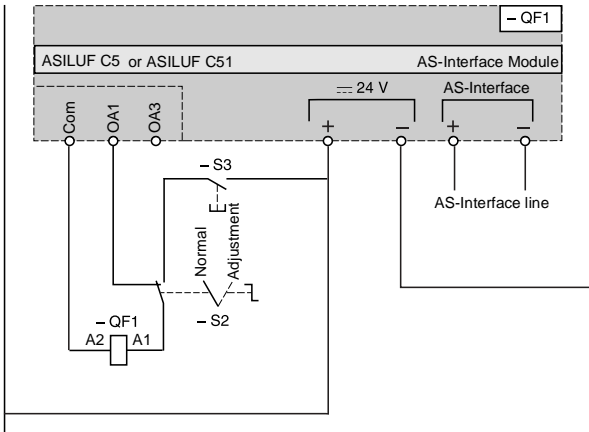 – QF1
ASILUF C5 or ASILUF C51
AS-Interface Module
24 V
AS-Interface
Com
OA1
OA3
+
–
+
–
– S3
AS-Interface line
Normal
Adjustment
– S2
– QF1
A2
A1